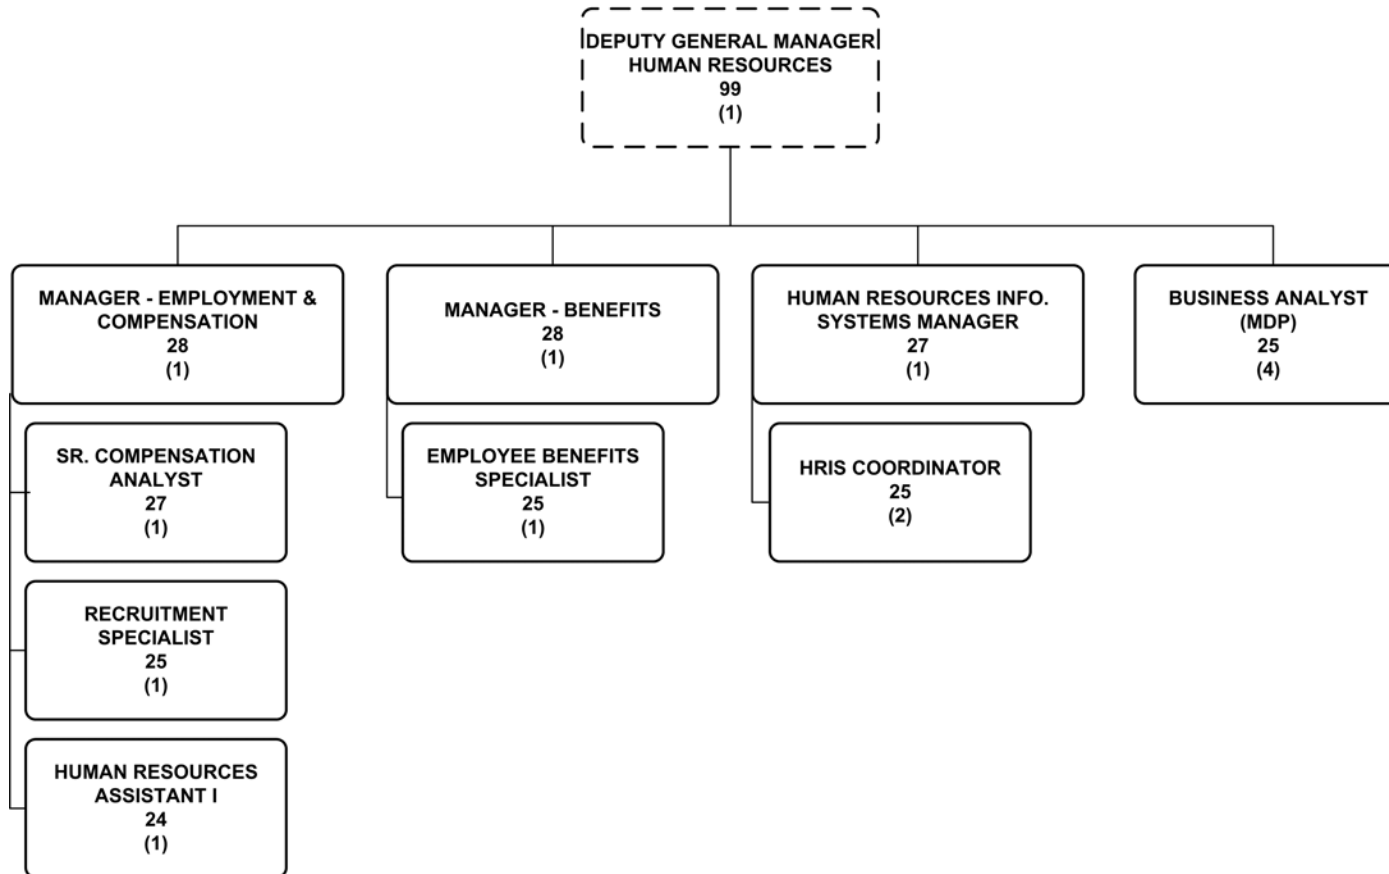 DEPUTY GENERAL MANAGER
HUMAN RESOURCES
99
(1)
MANAGER - EMPLOYMENT &
COMPENSATION
28
(1)
MANAGER - BENEFITS
28
(1)
HUMAN RESOURCES INFO.
SYSTEMS MANAGER
27
(1)
BUSINESS ANALYST
(MDP)
25
(4)
SR. COMPENSATION
ANALYST
27
(1)
EMPLOYEE BENEFITS
SPECIALIST
25
(1)
HRIS COORDINATOR
25
(2)
RECRUITMENT
SPECIALIST
25
(1)
HUMAN RESOURCES
ASSISTANT I
24
(1)